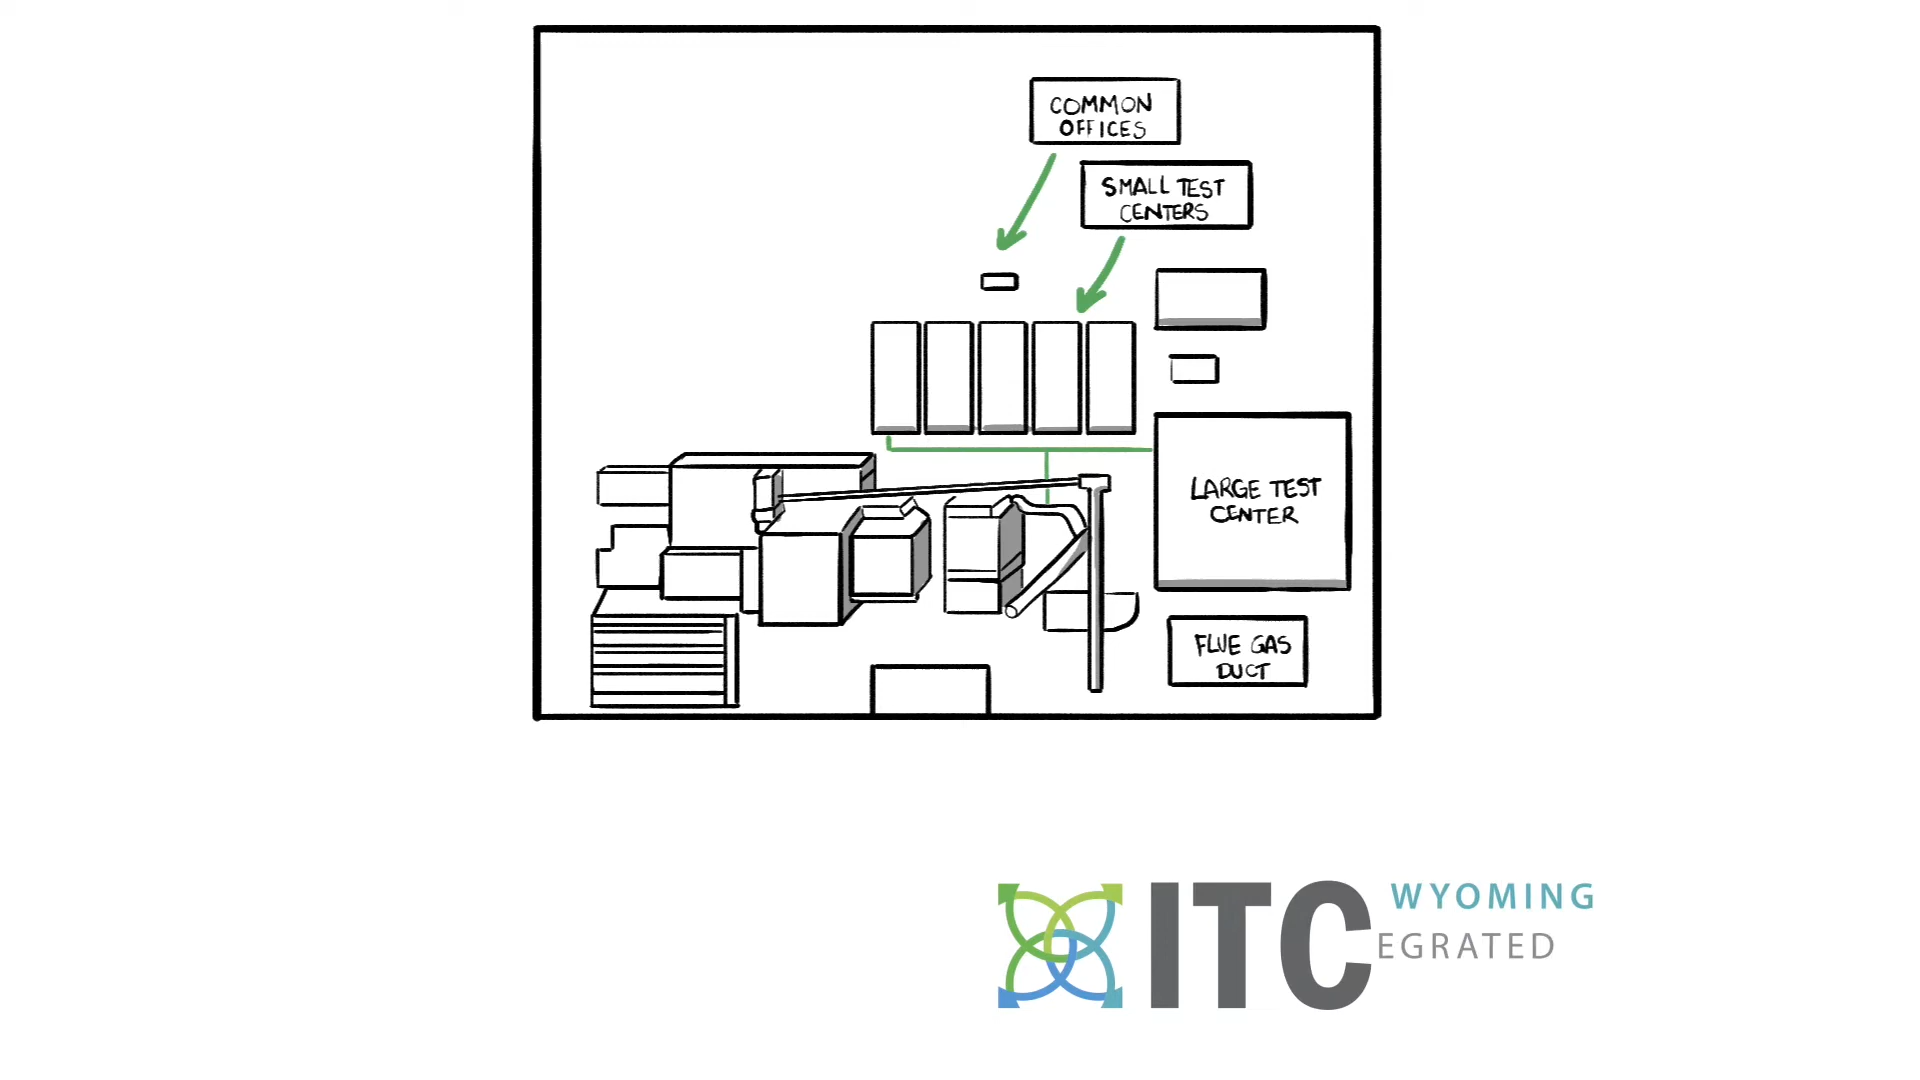 COMMON
OFFICES
SMALL TEST
CENTERS
LARGE TEST
CENTER
FLUE GAS
DUCT
ITC
WYOMING
EGRATED